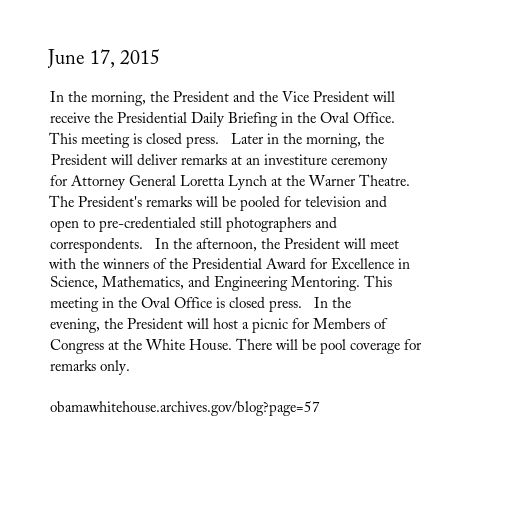 June 17, 2015
In the morning, the President and the Vice President will
receive the Presidential Daily Briefing in the Oval Office.
This meeting is closed press.   Later in the morning, the
President will deliver remarks at an investiture ceremony
for Attorney General Loretta Lynch at the Warner Theatre.
The President's remarks will be pooled for television and
open to pre-credentialed still photographers and
correspondents.   In the afternoon, the President will meet
with the winners of the Presidential Award for Excellence in
Science, Mathematics, and Engineering Mentoring. This
meeting in the Oval Office is closed press.   In the
evening, the President will host a picnic for Members of
Congress at the White House. There will be pool coverage for
remarks only.
obamawhitehouse.archives.gov/blog?page=57